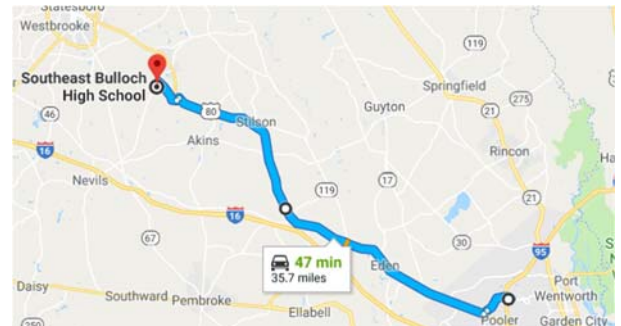 Statesboro
Westbrooke
119
Southeast Bulloch
High School
Springfield
275
21
80
Guyton
46
Stilson
Akins
Rincon
16
Nevils
119
17
21
16
67
30
95
47 min
35.7 miles
Eden
Port
Wentworth
Daisy
Southward
Pembroke
Ellabell
Pooler
Garden City
250